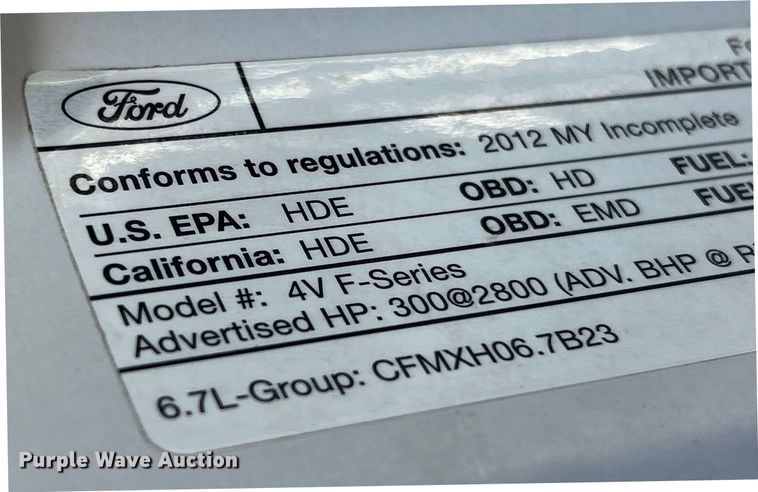 Ford
IMPORT
Conforms to regulations: 2012 MY Incomplete
U.S. EPA: HDE OBD: HD FUEL:
California: HDE OBD: EMD FUE
Model #: 4V F-Series
Advertised HP: 300@2800 (ADV. BHP @ R
6.7L-Group: CFMXH06.7B23
Purple Wave Auction